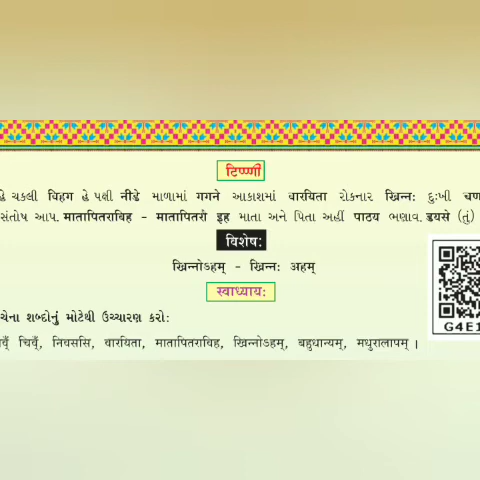 टिप्पणी
હે ચકલી विहग હે પક્ષી नीडे માળામાં गगने આકાશમાં वारयिता રોકનાર खिन्नः દુઃખી
સંતોષ આપ. मातापितराविह - मातापितरौ इह માતા અને પિતા અહીં पाठय ભણાવ. डयसे (તું)
विशेषः
खिन्नोऽहम् - खिन्नः अहम्
स्वाध्यायः
શબ્દોનું મોટેથી ઉચ્ચારણ કરો:
चिव्ँ, निवससि, वारयिता, मातापितराविह, खिन्नोऽहम्, बहुधान्यम्, मधुरालापम् ।
G4E1